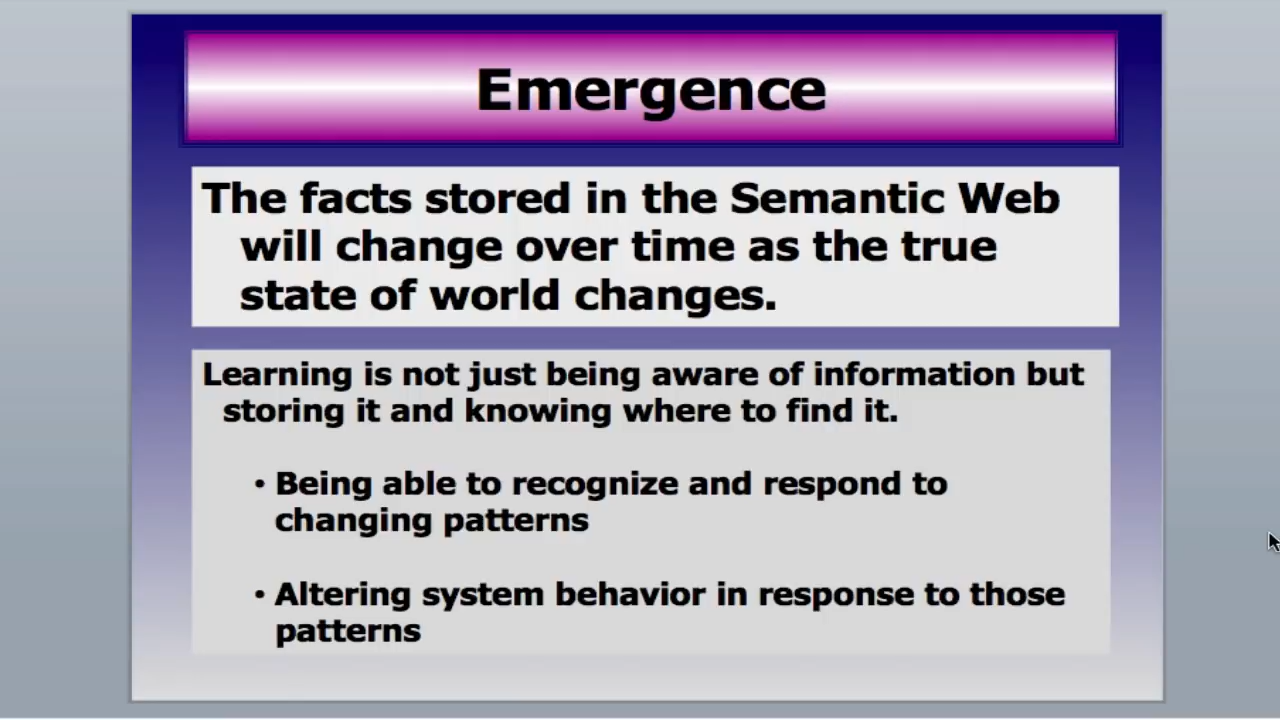 Emergence
The facts stored in the Semantic Web
will change over time as the true
state of world changes.
Learning is not just being aware of information but
storing it and knowing where to find it.
• Being able to recognize and respond to
changing patterns
• Altering system behavior in response to those
patterns